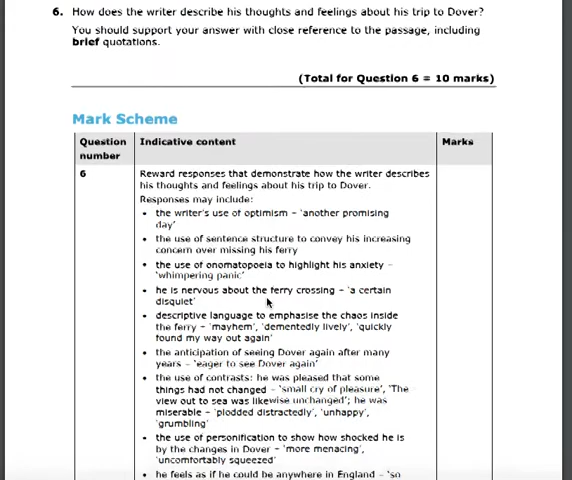 6. How does the writer describe his thoughts and feelings about his trip to Dover?
You should support your answer with close reference to the passage, including
brief quotations.
(Total for Question 6 = 10 marks)
Mark Scheme
Question number Indicative content Marks
6 Reward responses that demonstrate how the writer describes
his thoughts and feelings about his trip to Dover.
Responses may include:
• the writer's use of optimism – 'another promising
day'
• the use of sentence structure to convey his increasing
concern over missing his ferry
• the use of onomatopoeia to highlight his anxiety –
'whimpering panic'
• he is nervous about the ferry crossing – 'a certain
disquiet'
• descriptive language to emphasise the chaos inside
the ferry – 'mayhem', 'dementedly lively', 'quickly
found my way out again'
• the anticipation of seeing Dover again after many
years – 'eager to see Dover again'
• the use of contrasts: he was pleased that some
things had not changed – 'small cry of pleasure', 'The
view out to sea was likewise unchanged'; he was
miserable – 'plodded distractedly', 'unhappy',
'grumbling'
• the use of personification to show how shocked he is
by the changes in Dover – 'more menacing',
'uncomfortably squeezed'
• he feels as if he could be anywhere in England – 'so